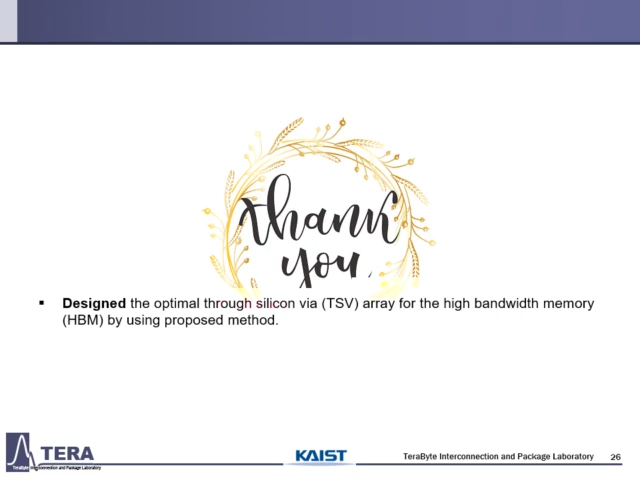 thank
you
▪ Designed the optimal through silicon via (TSV) array for the high bandwidth memory
(HBM) by using proposed method.
TERA
TeraByte Interconnection and Package Laboratory
KAIST
TeraByte Interconnection and Package Laboratory 26